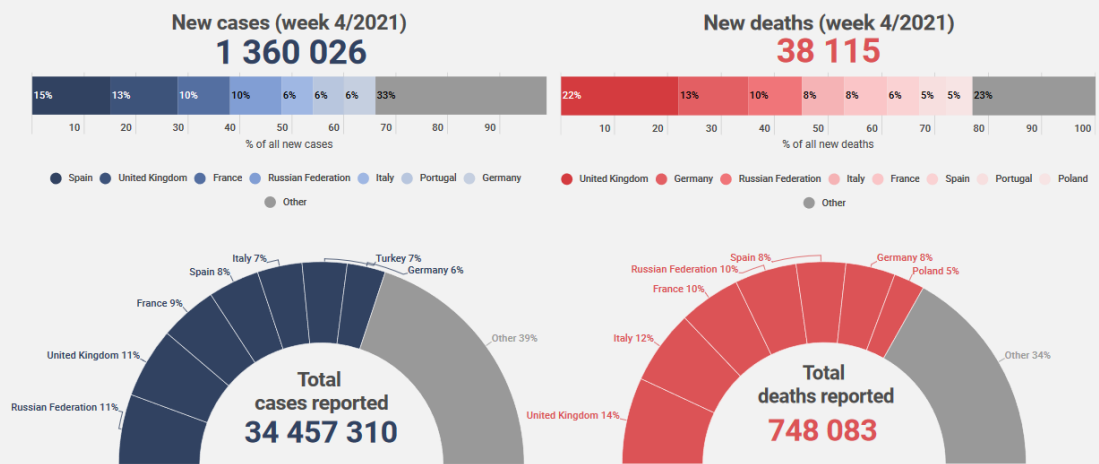 New cases (week 4/2021)
1 360 026
15% 13% 10% 10% 6% 6% 6% 33%
10 20 30 40 50 60 70 80 90
% of all new cases
Spain United Kingdom France Russian Federation Italy Portugal Germany
Other
New deaths (week 4/2021)
38 115
22% 13% 10% 8% 8% 6% 5% 5% 23%
10 20 30 40 50 60 70 80 90 100
% of all new deaths
United Kingdom Germany Russian Federation Italy France Spain Portugal Poland
Other
Italy 7%
Turkey 7%
Spain 8%
Germany 6%
France 9%
Other 39%
United Kingdom 11%
Russian Federation 11%
Total
cases reported
34 457 310
Spain 8%
Germany 8%
Russian Federation 10%
Poland 5%
France 10%
Italy 12%
Other 34%
United Kingdom 14%
Total
deaths reported
748 083